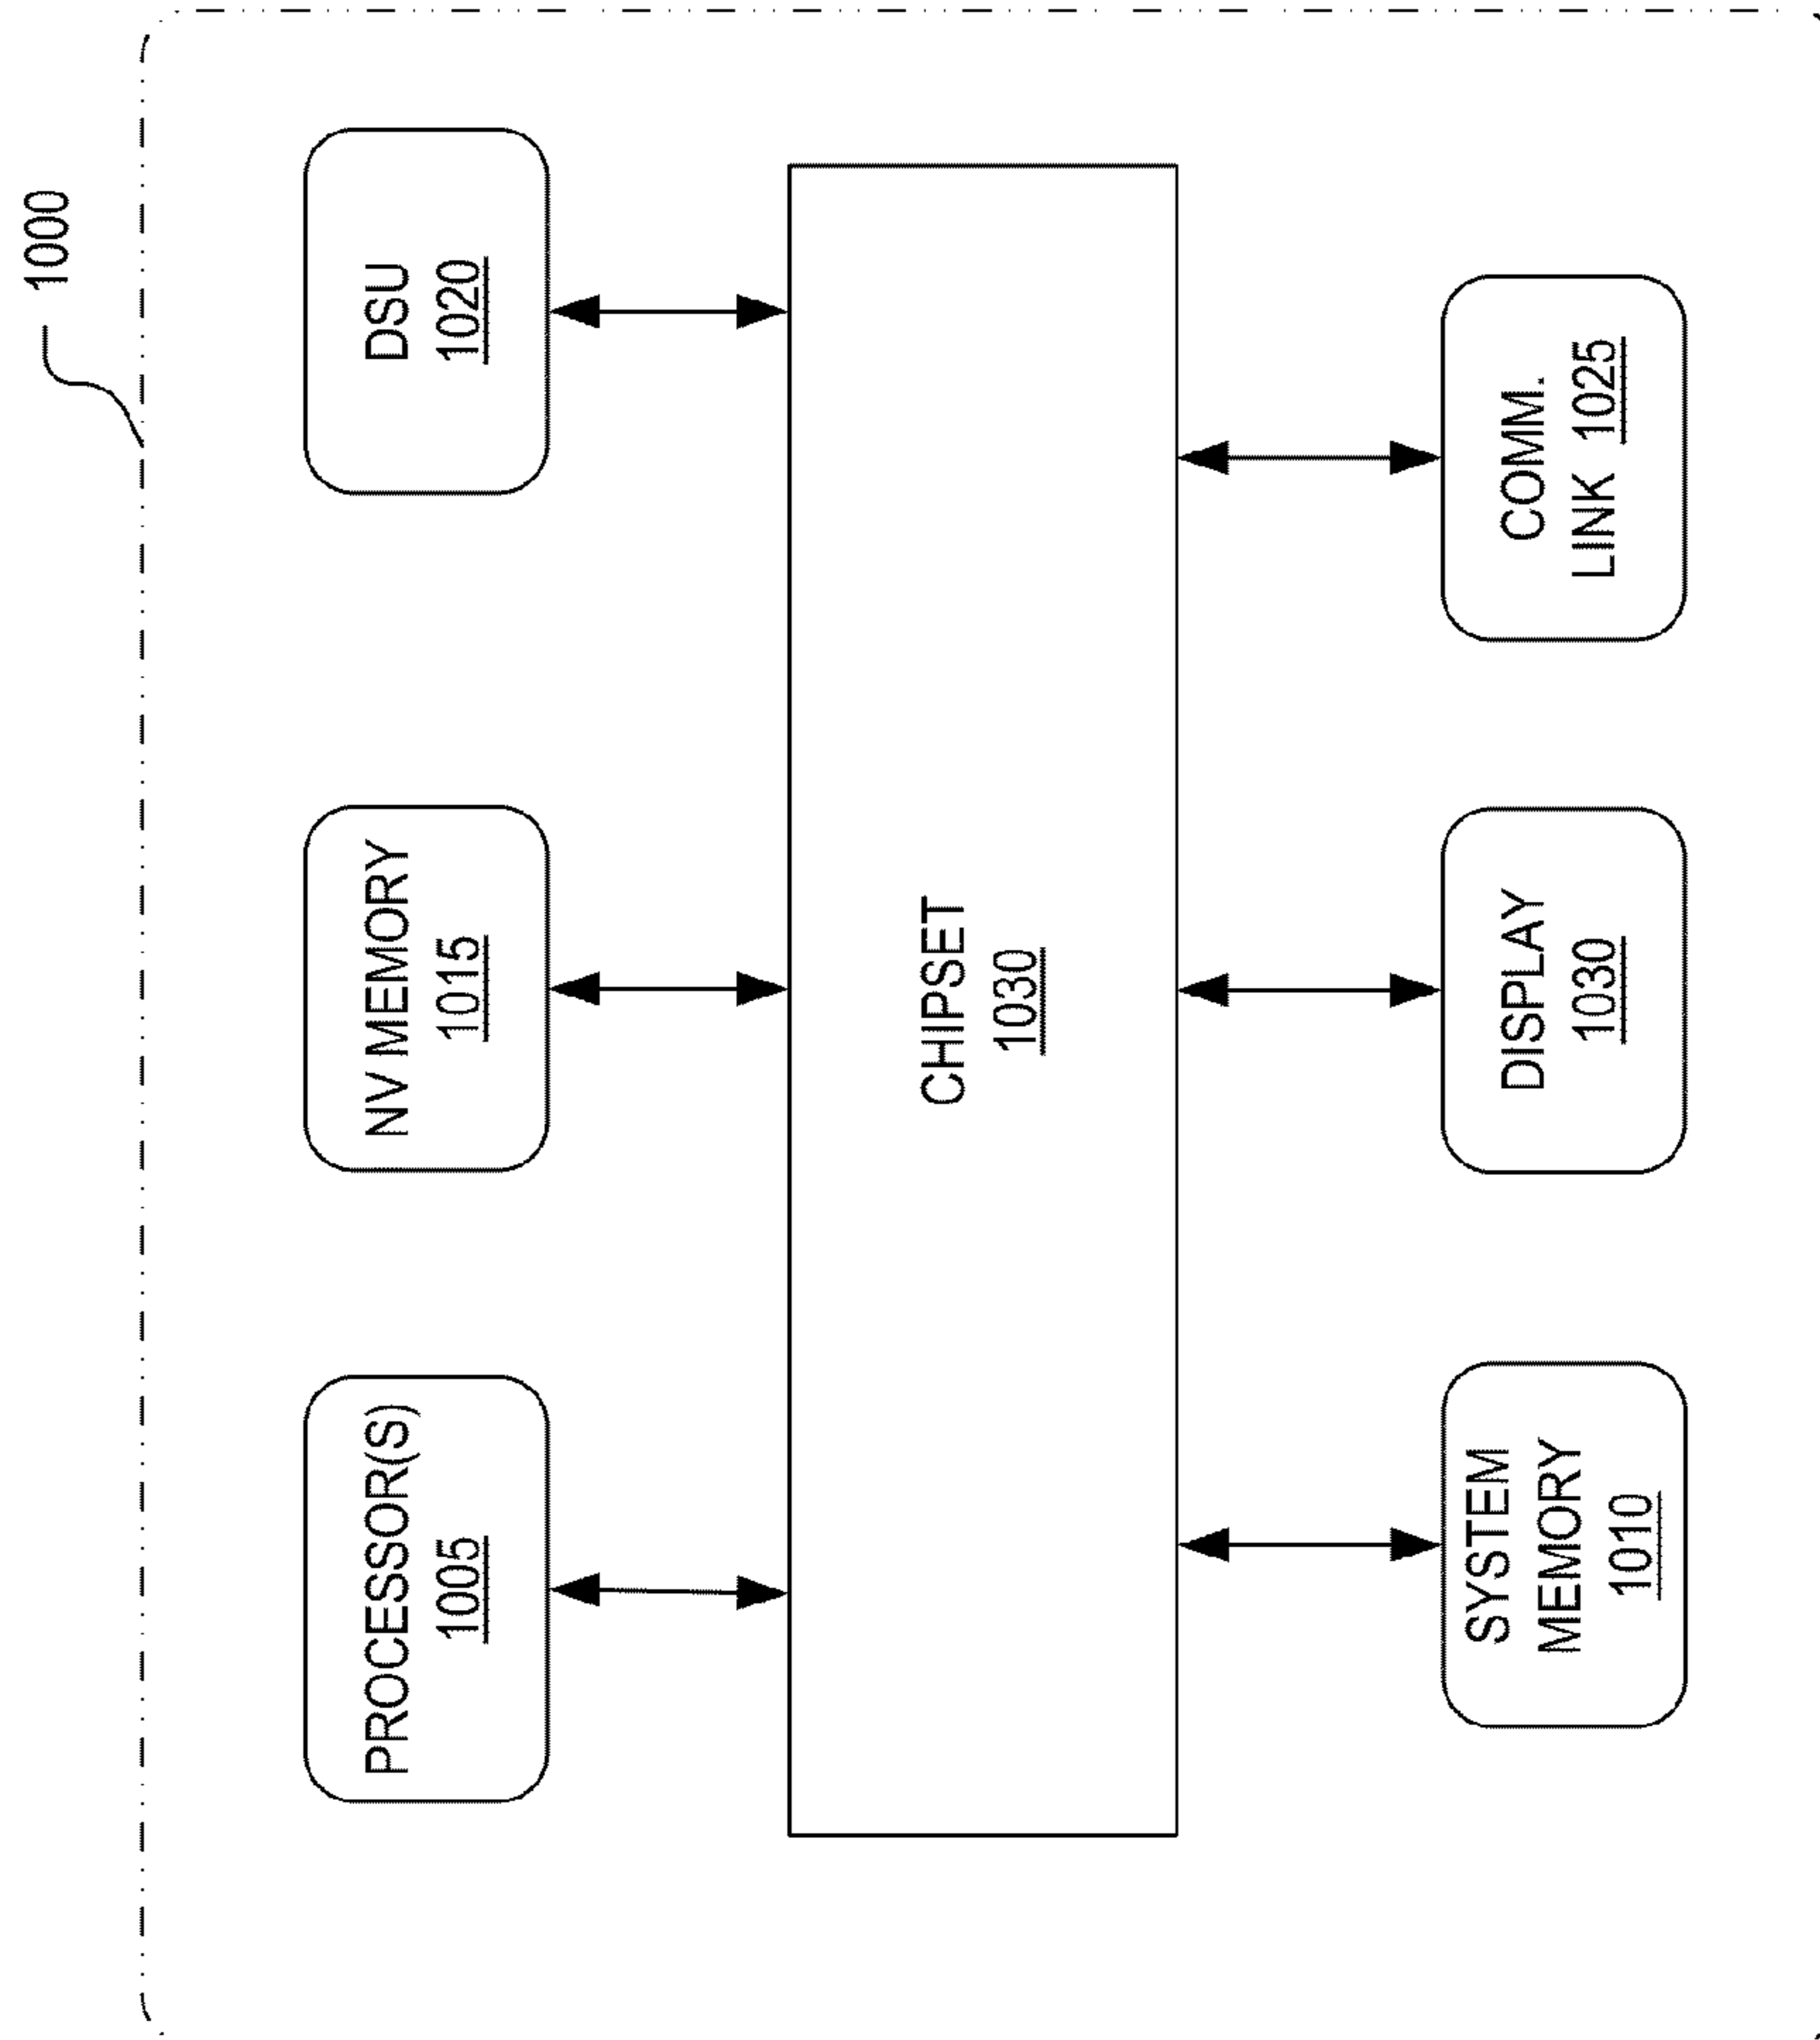 1000
PROCESSOR(S)
1005
NV MEMORY
1015
DSU
1020
CHIPSET
1030
SYSTEM
MEMORY
1010
DISPLAY
1030
COMM.
LINK 1025